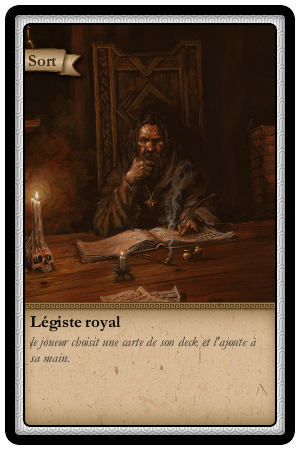 Sort
Légiste royal
le joueur choisit une carte de son deck et l'ajoute à
sa main.